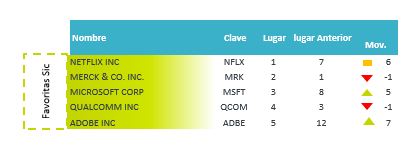 Nombre Clave Lugar lugar Anterior Mov.
Favoritas Sic
NETFLIX INC NFLX 1 7 6
MERCK & CO. INC. MRK 2 1 -1
MICROSOFT CORP MSFT 3 8 5
QUALCOMM INC QCOM 4 3 -1
ADOBE INC ADBE 5 12 7